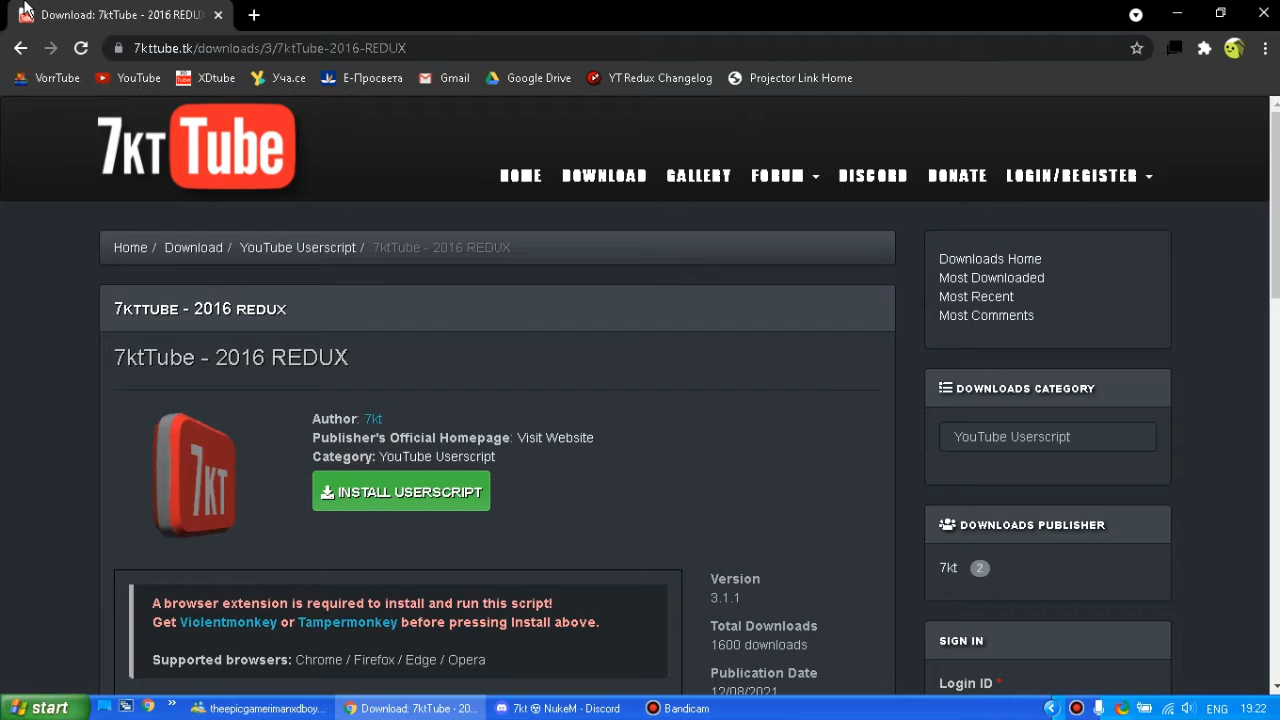 Download: 7ktTube - 2016 REDU
7kttube.tk/downloads/3/7ktTube-2016-REDUX
VorrTube
YouTube
XDtube
Уча.се
Е-Просвета
Gmail
Google Drive
YT Redux Changelog
Projector Link Home
7KT Tube
HOME
DOWNLOAD
GALLERY
FORUM
DISCORD
DONATE
LOGIN/REGISTER
Home / Download / YouTube Userscript / 7ktTube - 2016 REDUX
7KTTUBE - 2016 REDUX
7ktTube - 2016 REDUX
7KT
Author: 7kt
Publisher's Official Homepage: Visit Website
Category: YouTube Userscript
INSTALL USERSCRIPT
A browser extension is required to install and run this script!
Get Violentmonkey or Tampermonkey before pressing Install above.
Supported browsers: Chrome / Firefox / Edge / Opera
Version
3.1.1
Total Downloads
1600 downloads
Publication Date
12/08/2021
Downloads Home
Most Downloaded
Most Recent
Most Comments
DOWNLOADS CATEGORY
YouTube Userscript
DOWNLOADS PUBLISHER
7kt 2
SIGN IN
Login ID *
start
theepicgamerimanxdboy...
Download: 7ktTube - 20...
7kt @ NukeM - Discord
Bandicam
ENG
19:22